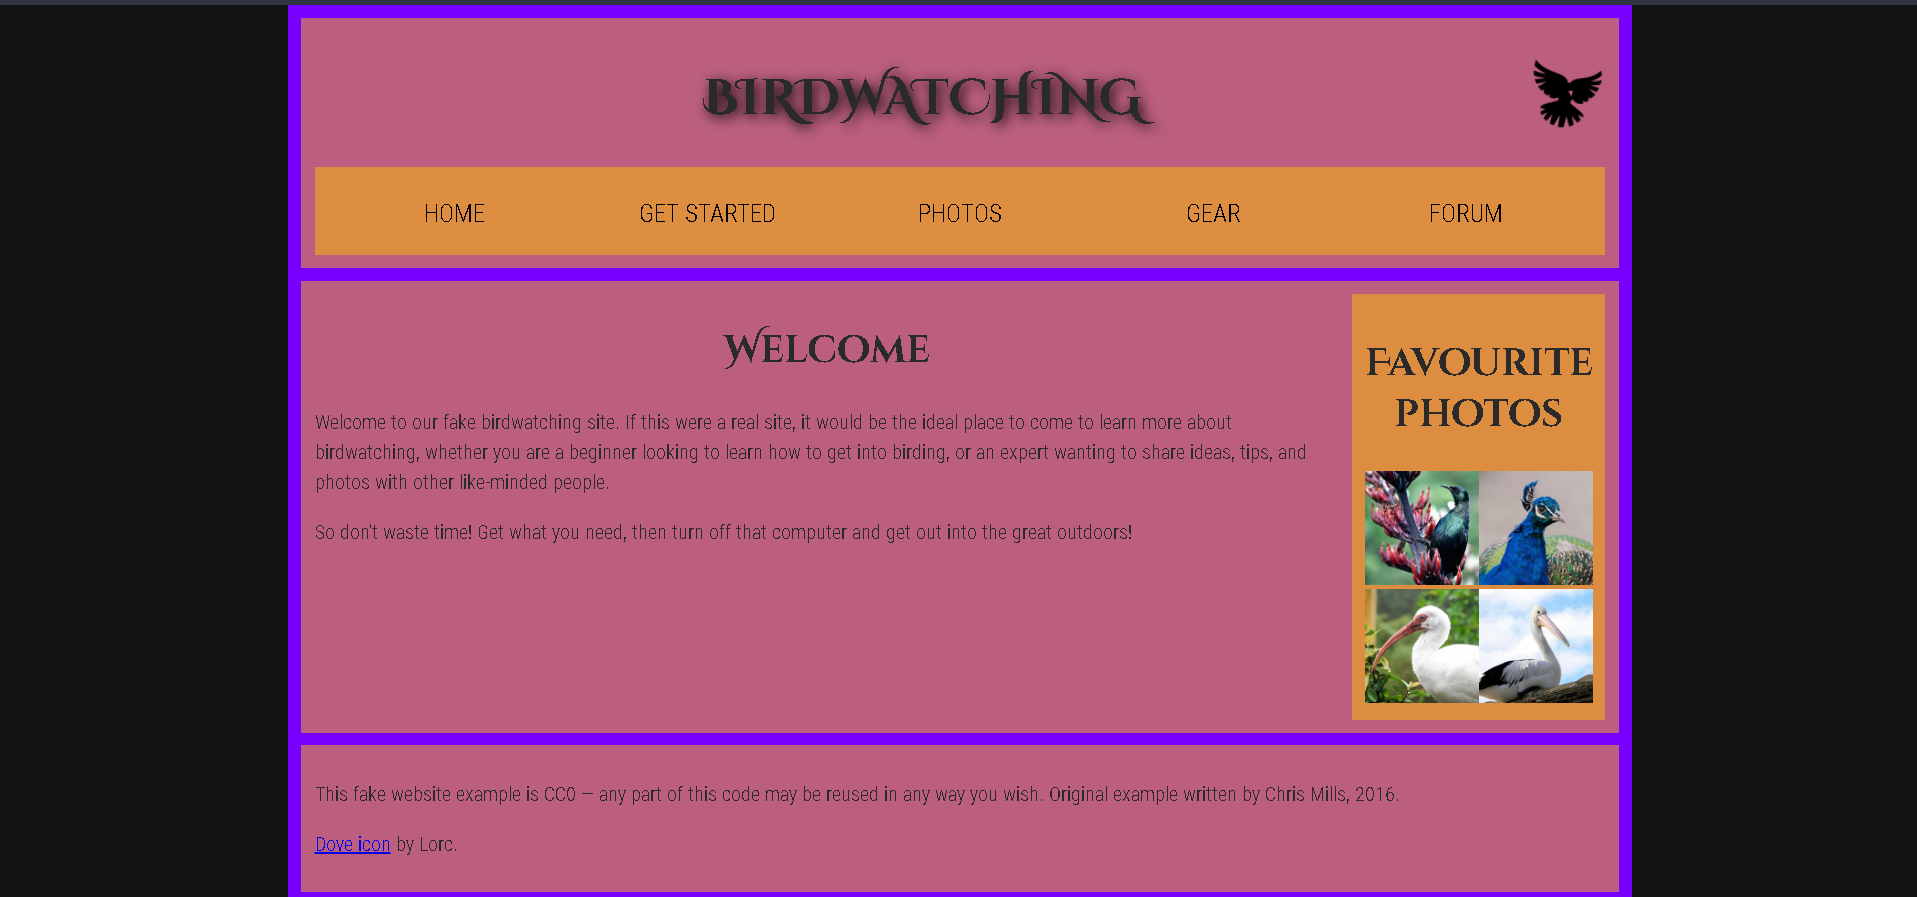 BIRDWATCHING
HOME
GET STARTED
PHOTOS
GEAR
FORUM
Welcome
Welcome to our fake birdwatching site. If this were a real site, it would be the ideal place to come to learn more about
birdwatching, whether you are a beginner looking to learn how to get into birding, or an expert wanting to share ideas, tips, and
photos with other like-minded people.
So don't waste time! Get what you need, then turn off that computer and get out into the great outdoors!
Favourite
photos
This fake website example is CC0 — any part of this code may be reused in any way you wish. Original example written by Chris Mills, 2016.
Dove icon by Lorc.